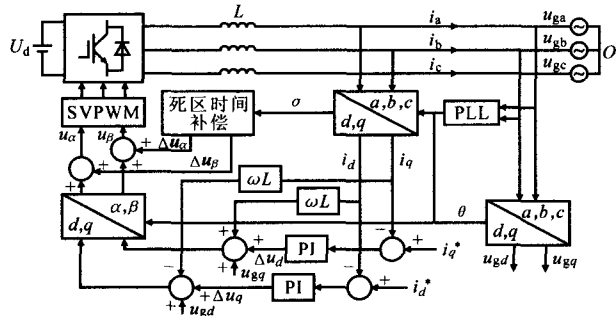 L
i_a
u_ga
U_d
i_b
u_gb
O
i_c
u_gc
SVPWM
死区时间
补偿
σ
a,b,c
d,q
PLL
u_α
u_β
+
+
Δu_α
+
+
Δu_β
i_d
i_q
ωL
ωL
α,β
d,q
θ
a,b,c
d,q
u_gd
u_gq
+
+
Δu_d
PI
−
+
i_q*
+
u_gq
−
+
Δu_q
PI
−
+
i_d*
+
u_gd